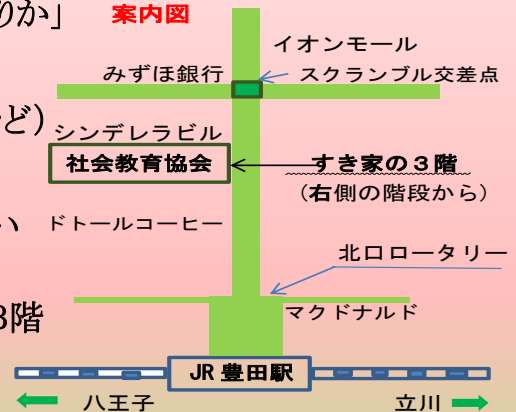 りか」
案内図
イオンモール
みずほ銀行
スクランブル交差点
ど)
シンデレラビル
社会教育協会
すき家の３階
(右側の階段から)
い
ドトールコーヒー
北口ロータリー
3階
マクドナルド
JR 豊田駅
八王子
立川